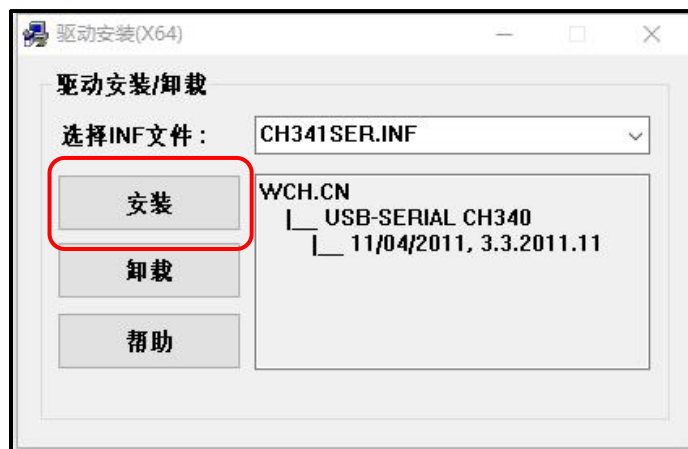 驱动安装(X64)
驱动安装/卸载
选择INF文件：
CH341SER.INF
安装
WCH.CN
|__ USB-SERIAL CH340
|__ 11/04/2011, 3.3.2011.11
卸载
帮助